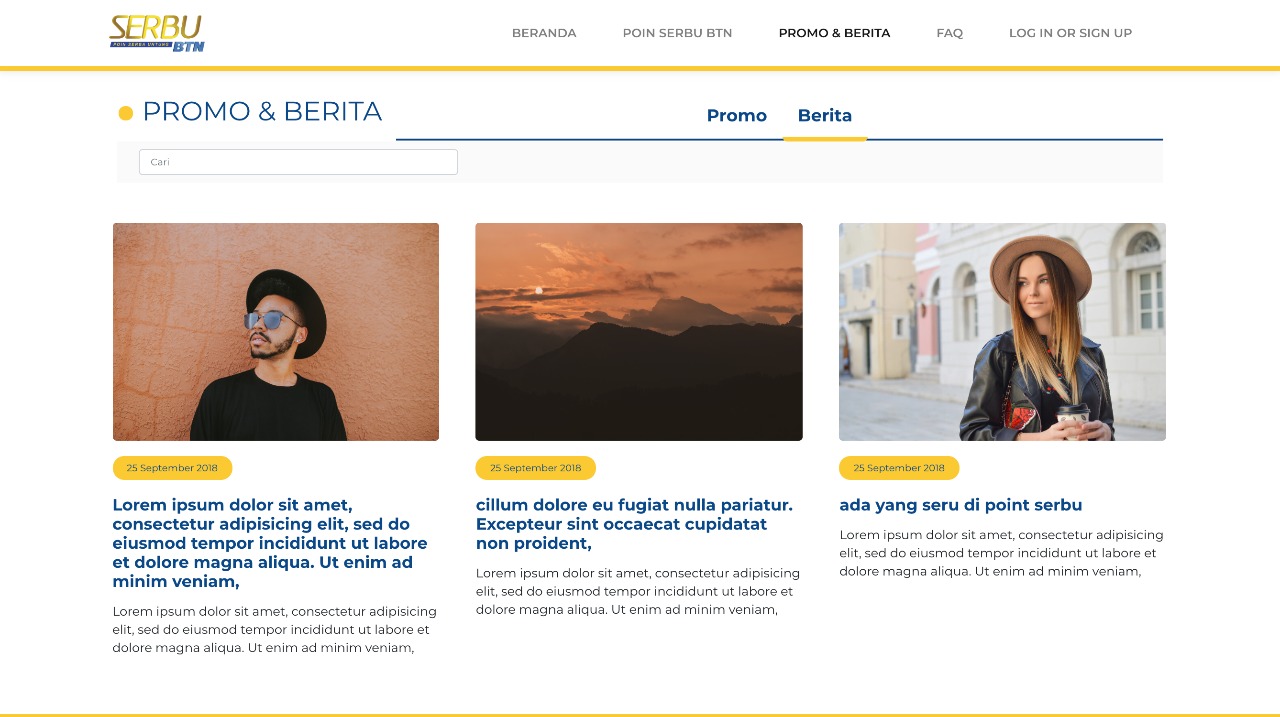 SERBU
POIN SERBA UNTUNG BTN
BERANDA
POIN SERBU BTN
PROMO & BERITA
FAQ
LOG IN OR SIGN UP
PROMO & BERITA
Promo
Berita
Cari
25 September 2018
Lorem ipsum dolor sit amet,
consectetur adipisicing elit, sed do
eiusmod tempor incididunt ut labore
et dolore magna aliqua. Ut enim ad
minim veniam,
Lorem ipsum dolor sit amet, consectetur adipisicing
elit, sed do eiusmod tempor incididunt ut labore et
dolore magna aliqua. Ut enim ad minim veniam,
25 September 2018
cillum dolore eu fugiat nulla pariatur.
Excepteur sint occaecat cupidatat
non proident,
Lorem ipsum dolor sit amet, consectetur adipisicing
elit, sed do eiusmod tempor incididunt ut labore et
dolore magna aliqua. Ut enim ad minim veniam,
25 September 2018
ada yang seru di point serbu
Lorem ipsum dolor sit amet, consectetur adipisicing
elit, sed do eiusmod tempor incididunt ut labore et
dolore magna aliqua. Ut enim ad minim veniam,